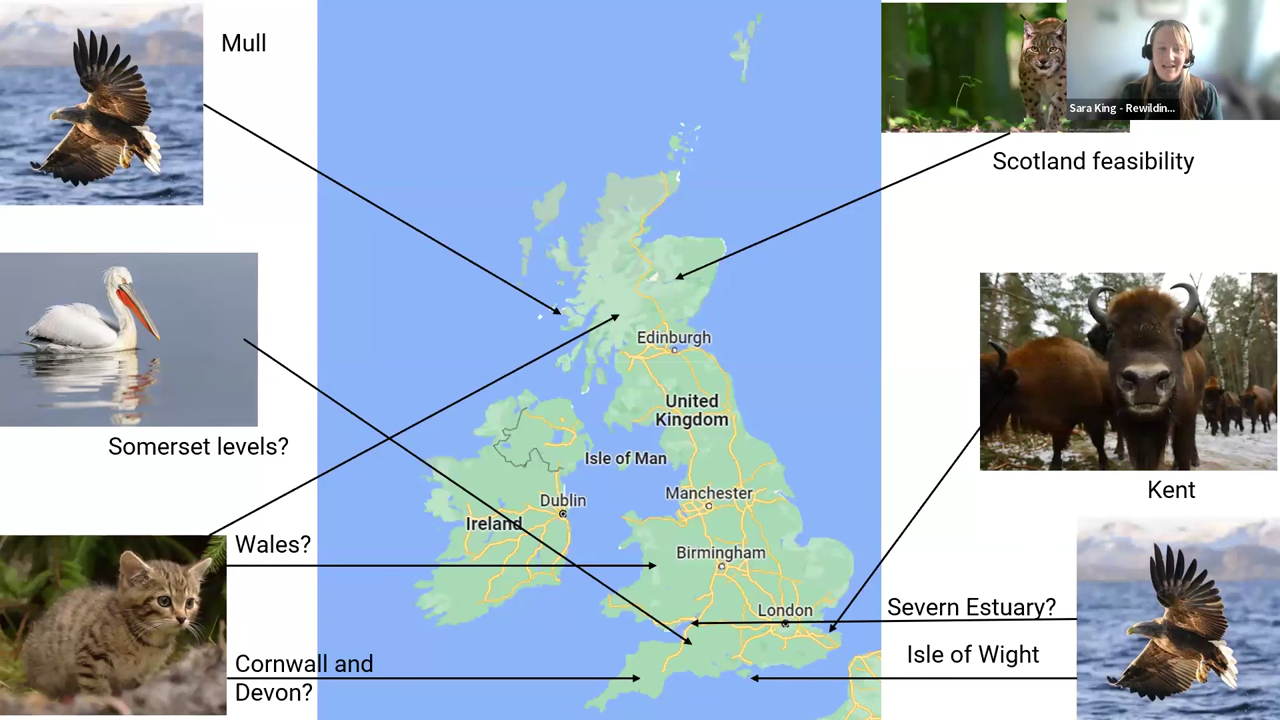 Mull
Sara King - Rewildin...
Scotland feasibility
Edinburgh
United
Kingdom
Somerset levels?
Isle of Man
Manchester
Kent
Dublin
Ireland
Wales?
Birmingham
London
Severn Estuary?
Isle of Wight
Cornwall and
Devon?